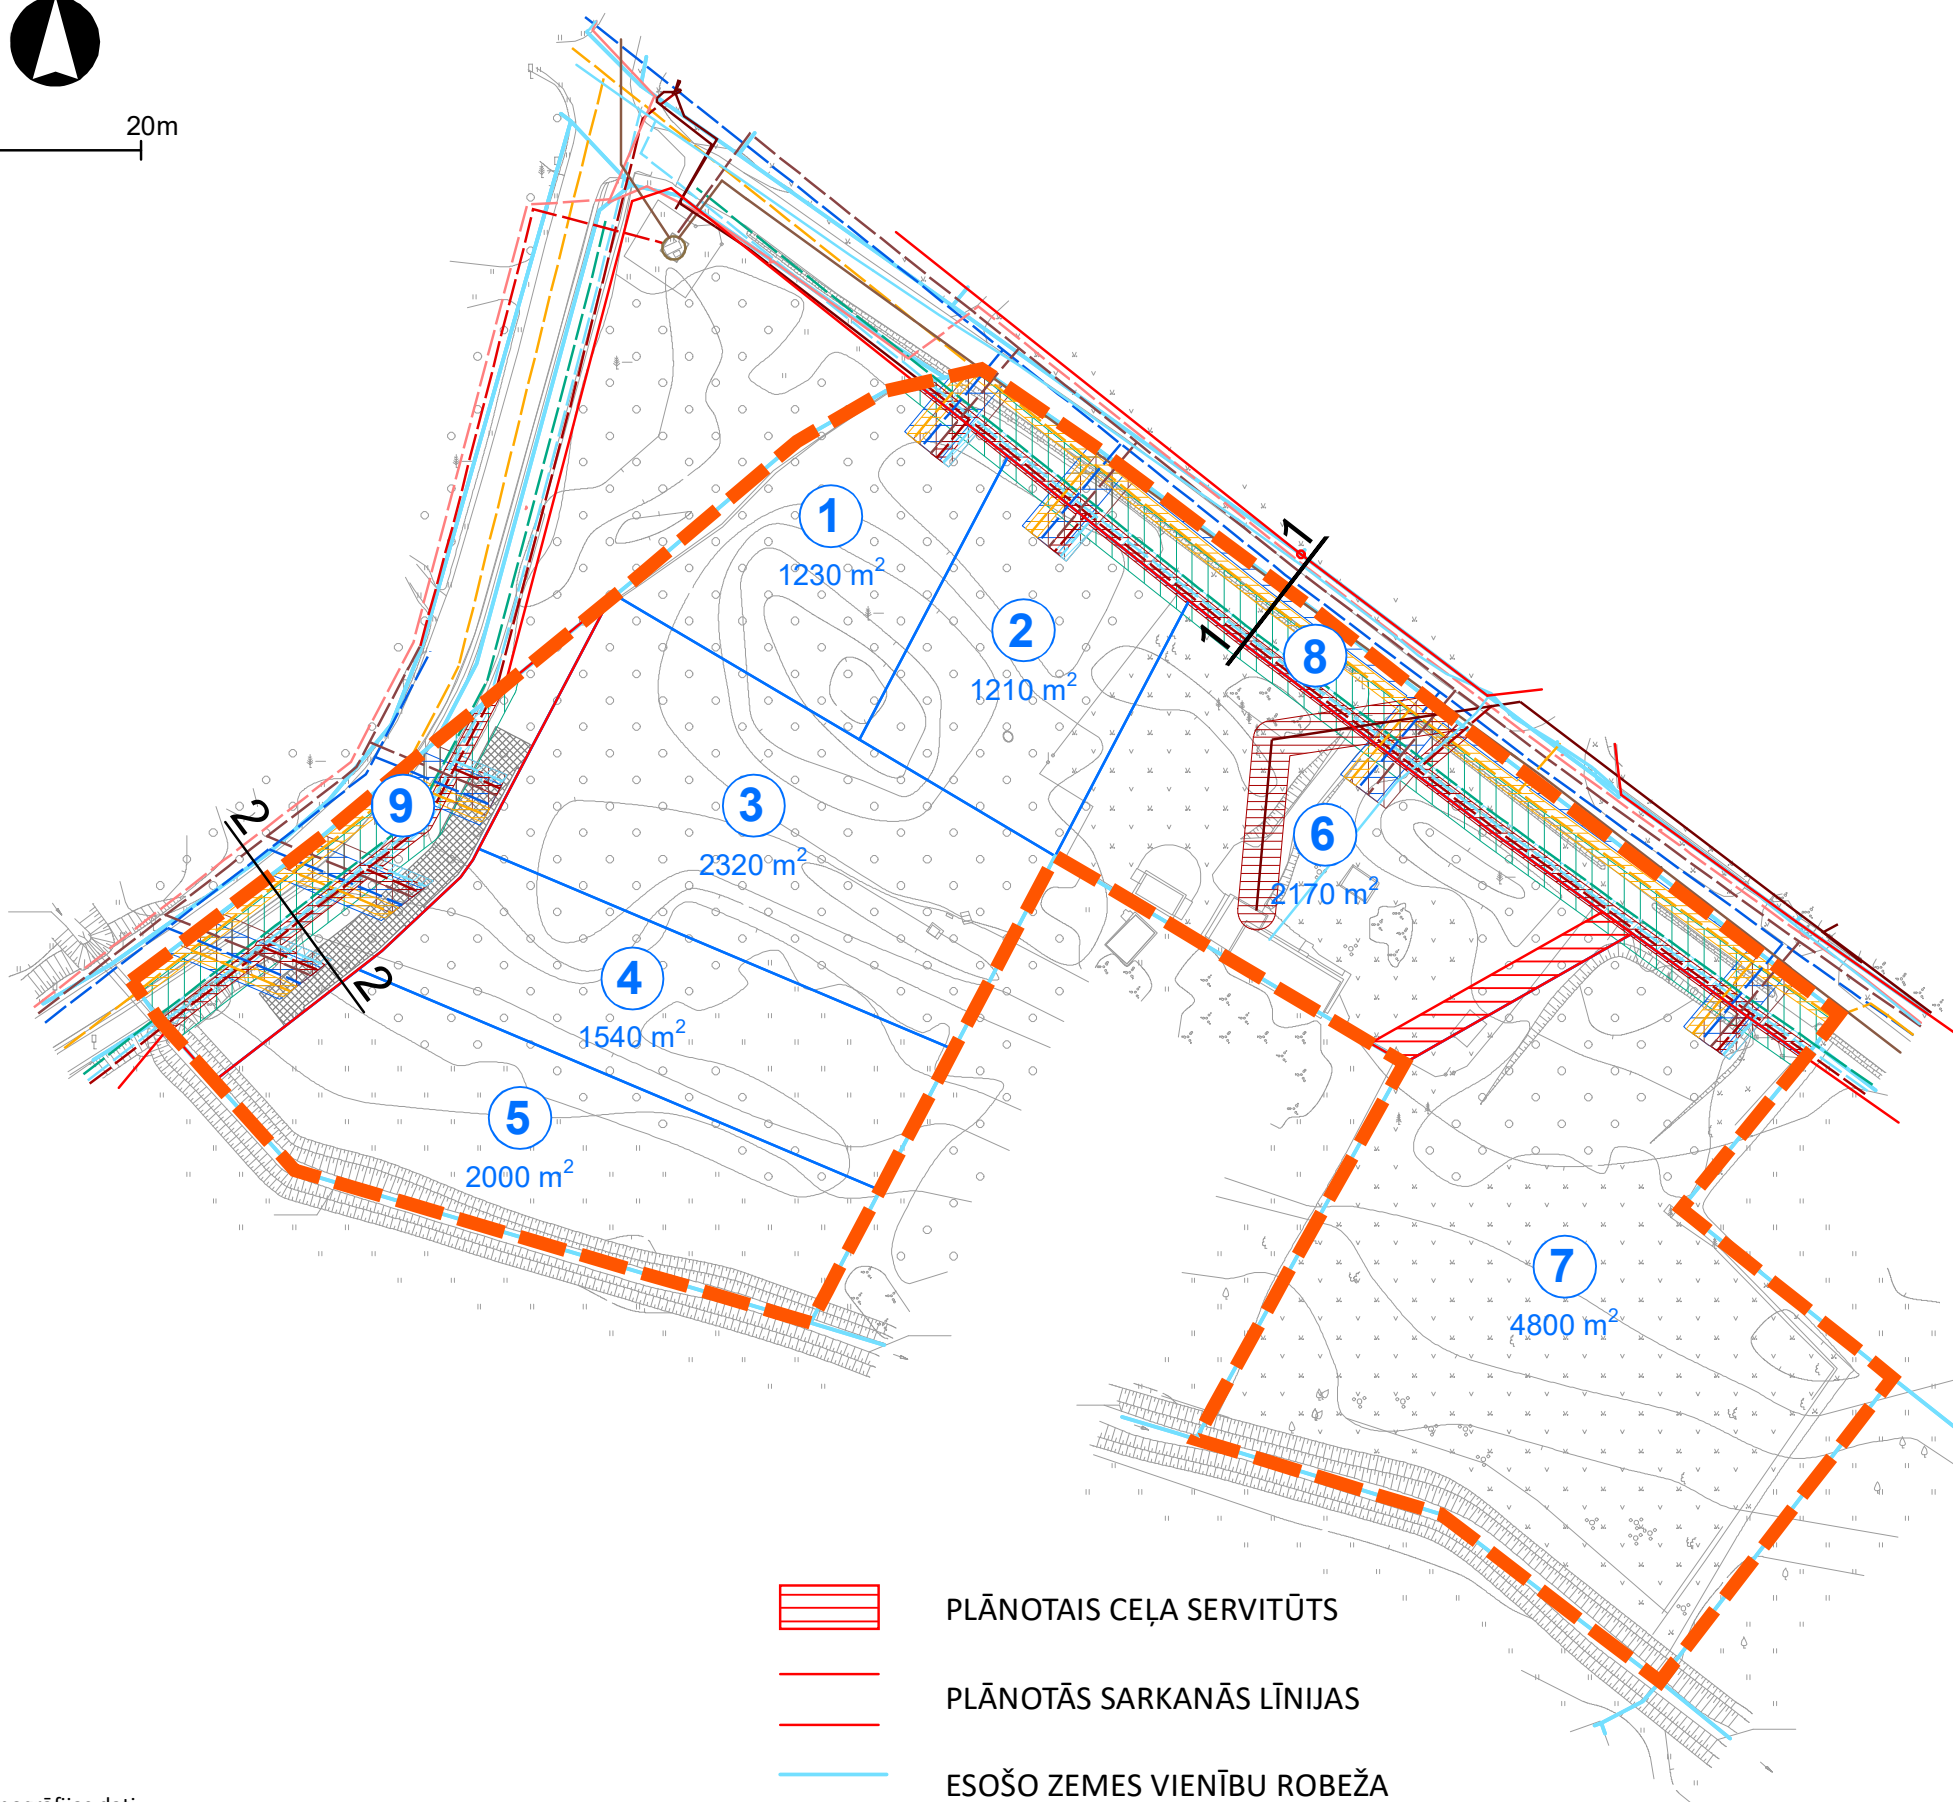 20m
1
1230 m²
2
1210 m²
1
1
8
3
2320 m²
9
2
2
6
2170 m²
4
1540 m²
5
2000 m²
7
4800 m²
PLĀNOTAIS CEĻA SERVITŪTS
PLĀNOTĀS SARKANĀS LĪNIJAS
ESOŠO ZEMES VIENĪBU ROBEŽA